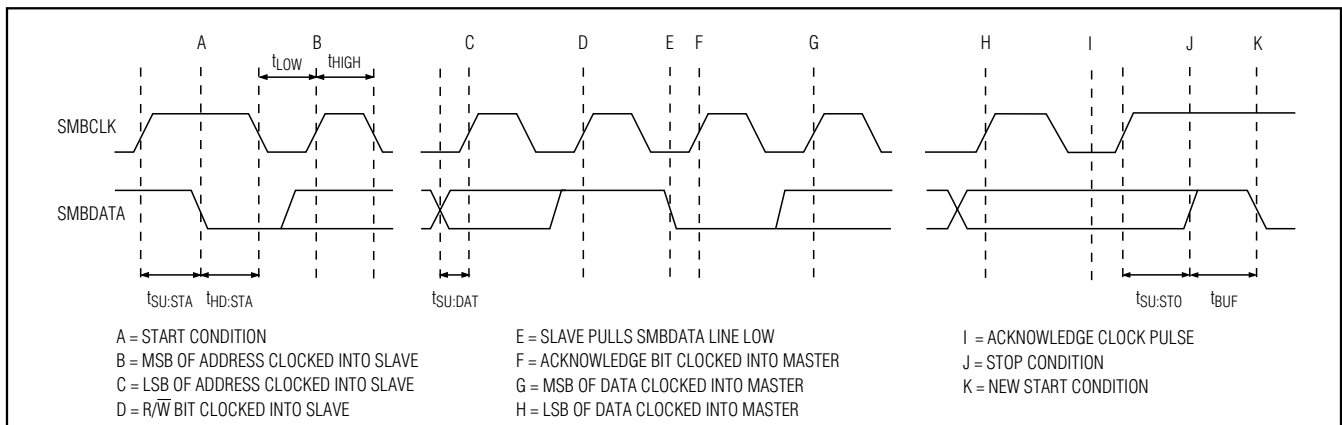 A B C D E F G H I J K
tLOW tHIGH
SMBCLK
SMBDATA
tSU:STA tHD:STA tSU:DAT tSU:STO tBUF
A = START CONDITION
B = MSB OF ADDRESS CLOCKED INTO SLAVE
C = LSB OF ADDRESS CLOCKED INTO SLAVE
D = R/W̅ BIT CLOCKED INTO SLAVE
E = SLAVE PULLS SMBDATA LINE LOW
F = ACKNOWLEDGE BIT CLOCKED INTO MASTER
G = MSB OF DATA CLOCKED INTO MASTER
H = LSB OF DATA CLOCKED INTO MASTER
I = ACKNOWLEDGE CLOCK PULSE
J = STOP CONDITION
K = NEW START CONDITION